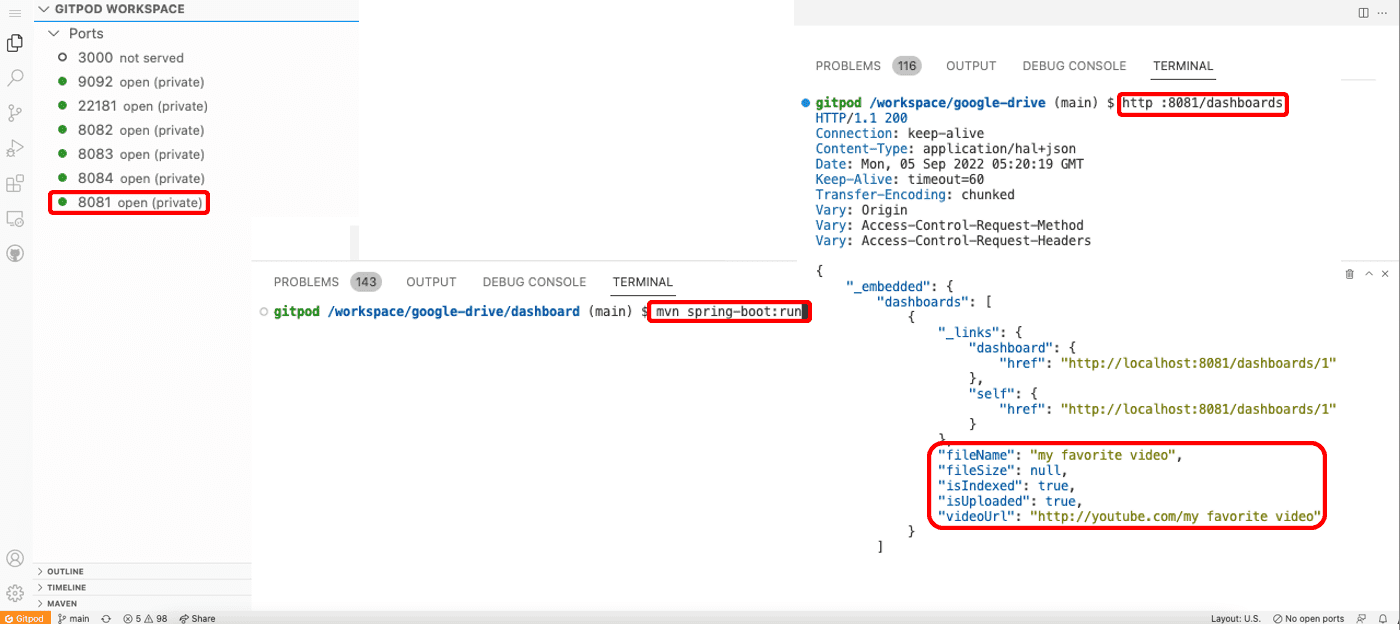 GITPOD WORKSPACE
Ports
3000 not served
9092 open (private)
22181 open (private)
8082 open (private)
8083 open (private)
8084 open (private)
8081 open (private)
OUTLINE
TIMELINE
MAVEN
PROBLEMS 143 OUTPUT DEBUG CONSOLE TERMINAL
gitpod /workspace/google-drive/dashboard (main) $ mvn spring-boot:run
PROBLEMS 116 OUTPUT DEBUG CONSOLE TERMINAL
gitpod /workspace/google-drive (main) $ http :8081/dashboards
HTTP/1.1 200
Connection: keep-alive
Content-Type: application/hal+json
Date: Mon, 05 Sep 2022 05:20:19 GMT
Keep-Alive: timeout=60
Transfer-Encoding: chunked
Vary: Origin
Vary: Access-Control-Request-Method
Vary: Access-Control-Request-Headers
{
"_embedded": {
"dashboards": [
{
"_links": {
"dashboard": {
"href": "http://localhost:8081/dashboards/1"
},
"self": {
"href": "http://localhost:8081/dashboards/1"
}
},
"fileName": "my favorite video",
"fileSize": null,
"isIndexed": true,
"isUploaded": true,
"videoUrl": "http://youtube.com/my favorite video"
}
]
Gitpod main 5 98 Share Layout: U.S. No open ports